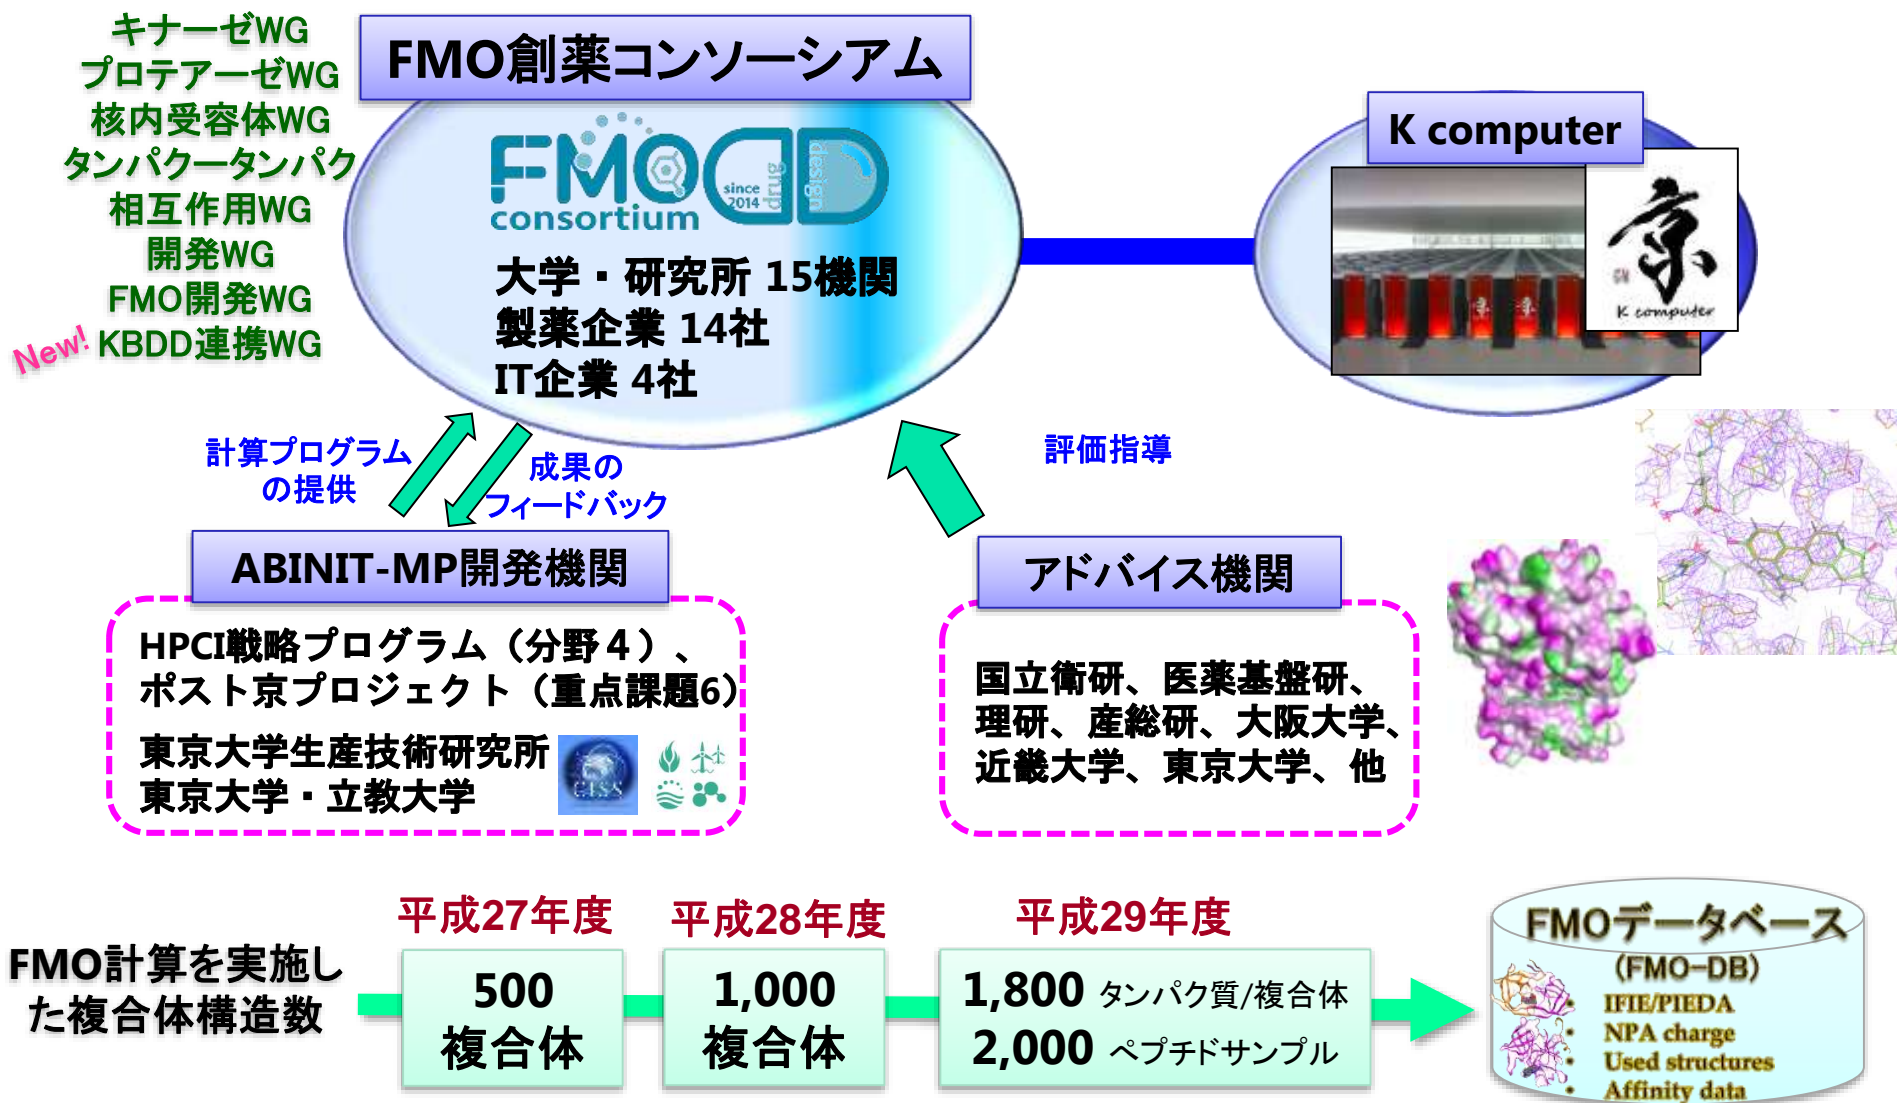 キナーゼWG
プロテアーゼWG
核内受容体WG
タンパクータンパク
相互作用WG
開発WG
FMO開発WG
New! KBDD連携WG
FMO創薬コンソーシアム
FMODD
consortium
since
2014
drug
design
大学・研究所 15機関
製薬企業 14社
IT企業 4社
K computer
京
K computer
計算プログラム
の提供
成果の
フィードバック
評価指導
ABINIT-MP開発機関
HPCI戦略プログラム（分野４）、
ポスト京プロジェクト（重点課題6）
東京大学生産技術研究所
東京大学・立教大学
CISS
アドバイス機関
国立衛研、医薬基盤研、
理研、産総研、大阪大学、
近畿大学、東京大学、他
FMO計算を実施し
た複合体構造数
平成27年度
500
複合体
平成28年度
1,000
複合体
平成29年度
1,800 タンパク質/複合体
2,000 ペプチドサンプル
FMOデータベース
(FMO-DB)
• IFIE/PIEDA
• NPA charge
• Used structures
• Affinity data